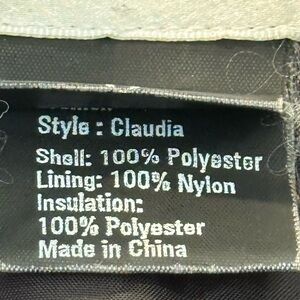 Style : Claudia
Shell: 100% Polyester
Lining: 100% Nylon
Insulation:
100% Polyester
Made in China